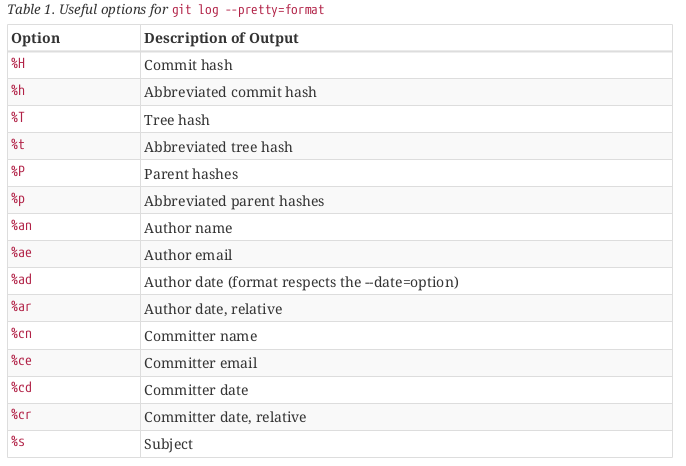 Table 1. Useful options for git log --pretty=format
Option Description of Output
%H Commit hash
%h Abbreviated commit hash
%T Tree hash
%t Abbreviated tree hash
%P Parent hashes
%p Abbreviated parent hashes
%an Author name
%ae Author email
%ad Author date (format respects the --date=option)
%ar Author date, relative
%cn Committer name
%ce Committer email
%cd Committer date
%cr Committer date, relative
%s Subject